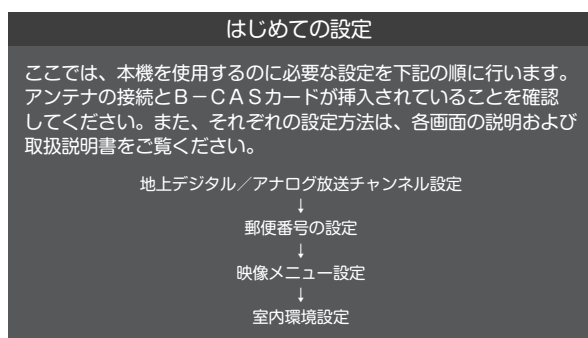 はじめての設定
ここでは、本機を使用するのに必要な設定を下記の順に行います。
アンテナの接続とB－CASカードが挿入されていることを確認
してください。また、それぞれの設定方法は、各画面の説明および
取扱説明書をご覧ください。
地上デジタル／アナログ放送チャンネル設定
↓
郵便番号の設定
↓
映像メニュー設定
↓
室内環境設定